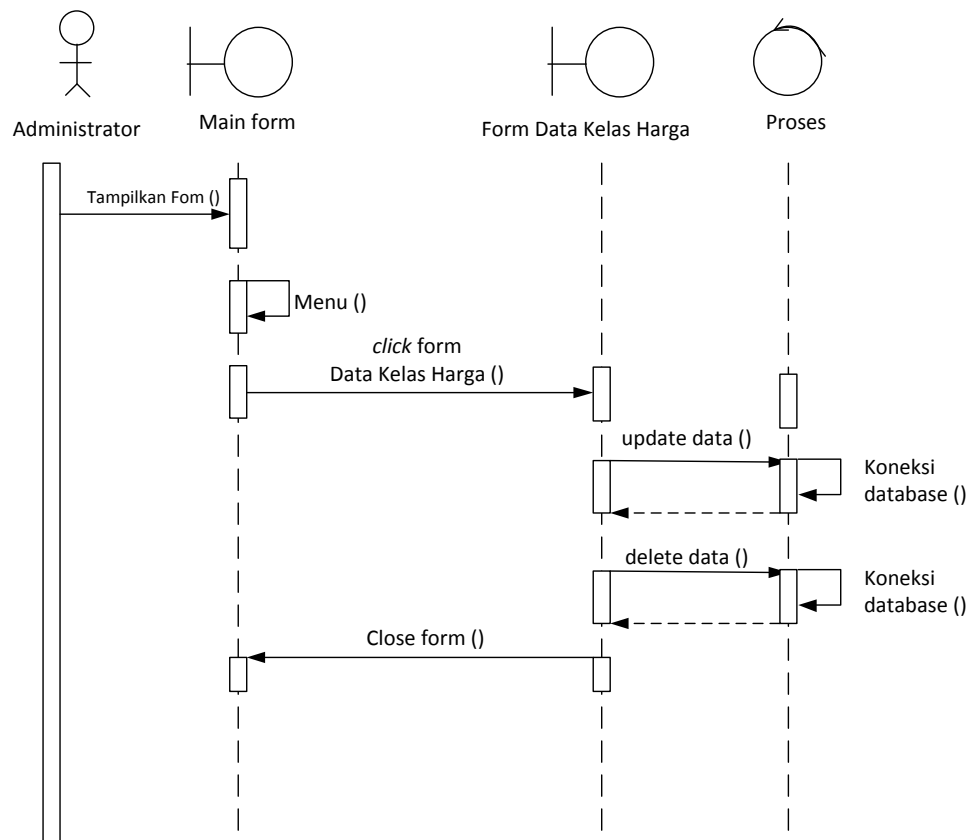 Administrator
Main form
Form Data Kelas Harga
Proses
Tampilkan Fom ()
Menu ()
click form
Data Kelas Harga ()
update data ()
Koneksi
database ()
delete data ()
Koneksi
database ()
Close form ()